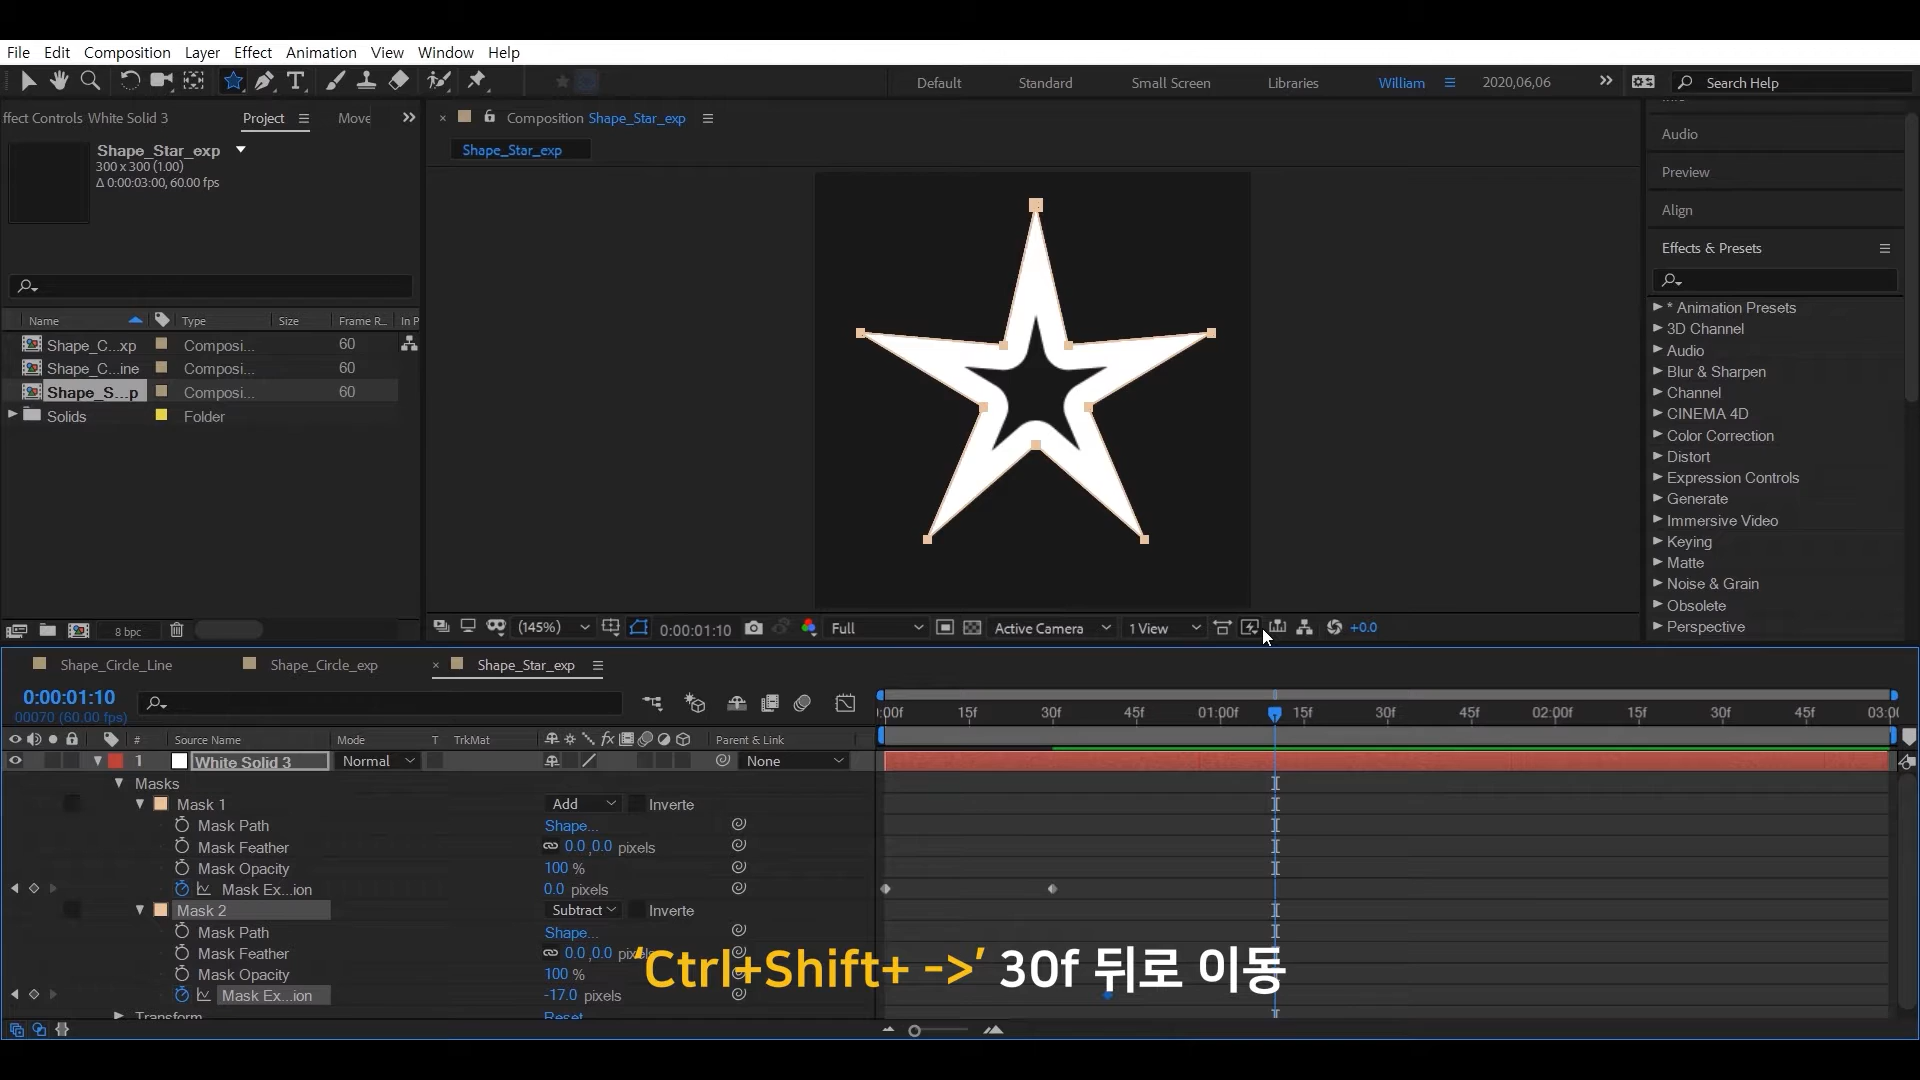 File Edit Composition Layer Effect Animation View Window Help
Default Standard Small Screen Libraries William 2020,06,06 Search Help
ffect Controls White Solid 3 Project Move
Composition Shape_Star_exp
Shape_Star_exp
Shape_Star_exp
300 x 300 (1.00)
Δ 0:00:03:00, 60.00 fps
Name Type Size Frame R... In P
Shape_C...xp Composi... 60
Shape_C...ine Composi... 60
Shape_S...p Composi... 60
Solids Folder
8 bpc
(145%) 0:00:01:10 Full Active Camera 1 View +0.0
Audio
Preview
Align
Effects & Presets
* Animation Presets
3D Channel
Audio
Blur & Sharpen
Channel
CINEMA 4D
Color Correction
Distort
Expression Controls
Generate
Immersive Video
Keying
Matte
Noise & Grain
Obsolete
Perspective
Shape_Circle_Line Shape_Circle_exp Shape_Star_exp
0:00:01:10
00070 (60.00 fps)
:00f 15f 30f 45f 01:00f 15f 30f 45f 02:00f 15f 30f 45f 03:00
# Source Name Mode T TrkMat Parent & Link
1 White Solid 3 Normal None
Masks
Mask 1 Add Inverte
Mask Path Shape...
Mask Feather 0.0 ,0.0 pixels
Mask Opacity 100 %
Mask Ex...ion 0.0 pixels
Mask 2 Subtract Inverte
Mask Path Shape...
Mask Feather 0.0 ,0.0
Mask Opacity 100 %
Mask Ex...ion -17.0 pixels
Transform Reset
'Ctrl+Shift+ ->' 30f 뒤로 이동